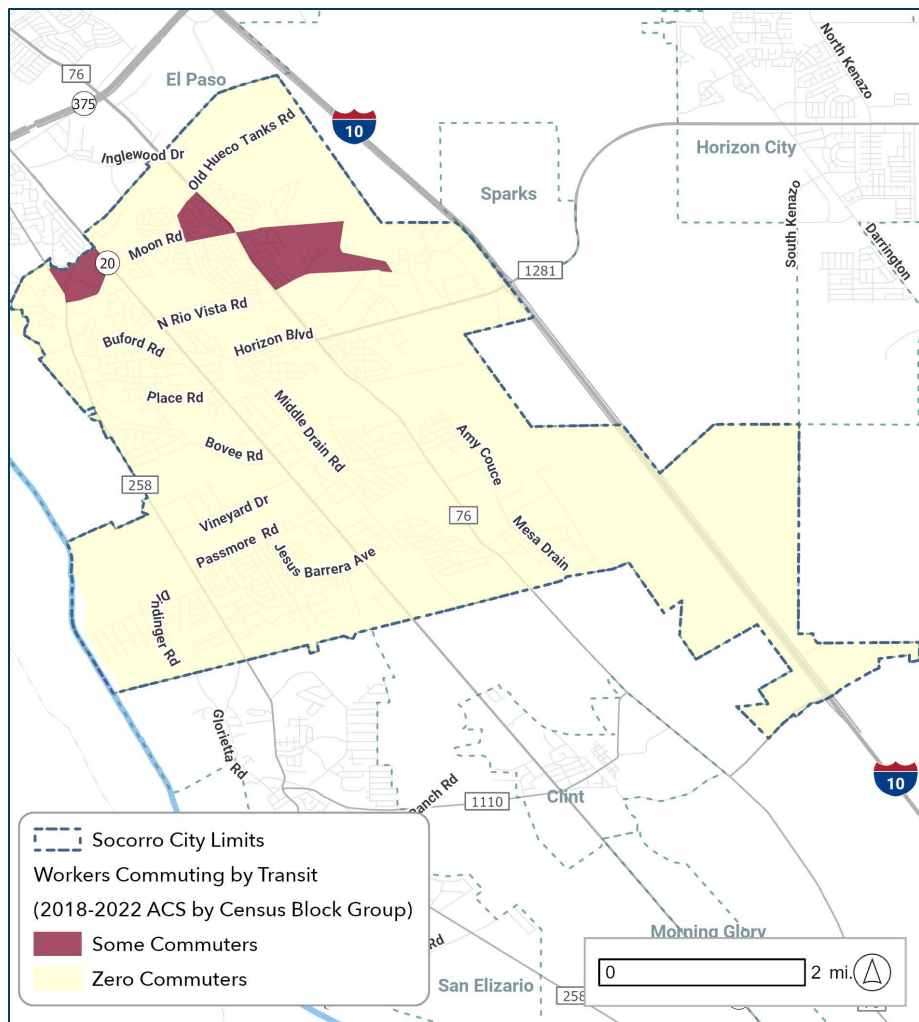 North Kenazo
76
El Paso
375
10
Old Hueco Tanks Rd
Inglewood Dr
Horizon City
Sparks
South Kenazo
Darrington
Moon Rd
20
1281
N Rio Vista Rd
Buford Rd
Horizon Blvd
Place Rd
Middle Drain Rd
Bovee Rd
Amy Couce
258
Vineyard Dr
76
Passmore Rd
Mesa Drain
Jesus Barrera Ave
Dindinger Rd
Glorietta Rd
10
Ranch Rd
1110
Clint
Socorro City Limits
Workers Commuting by Transit
(2018-2022 ACS by Census Block Group)
Some Commuters
Zero Commuters
Rd
Morning Glory
0 2 mi.
San Elizario
258